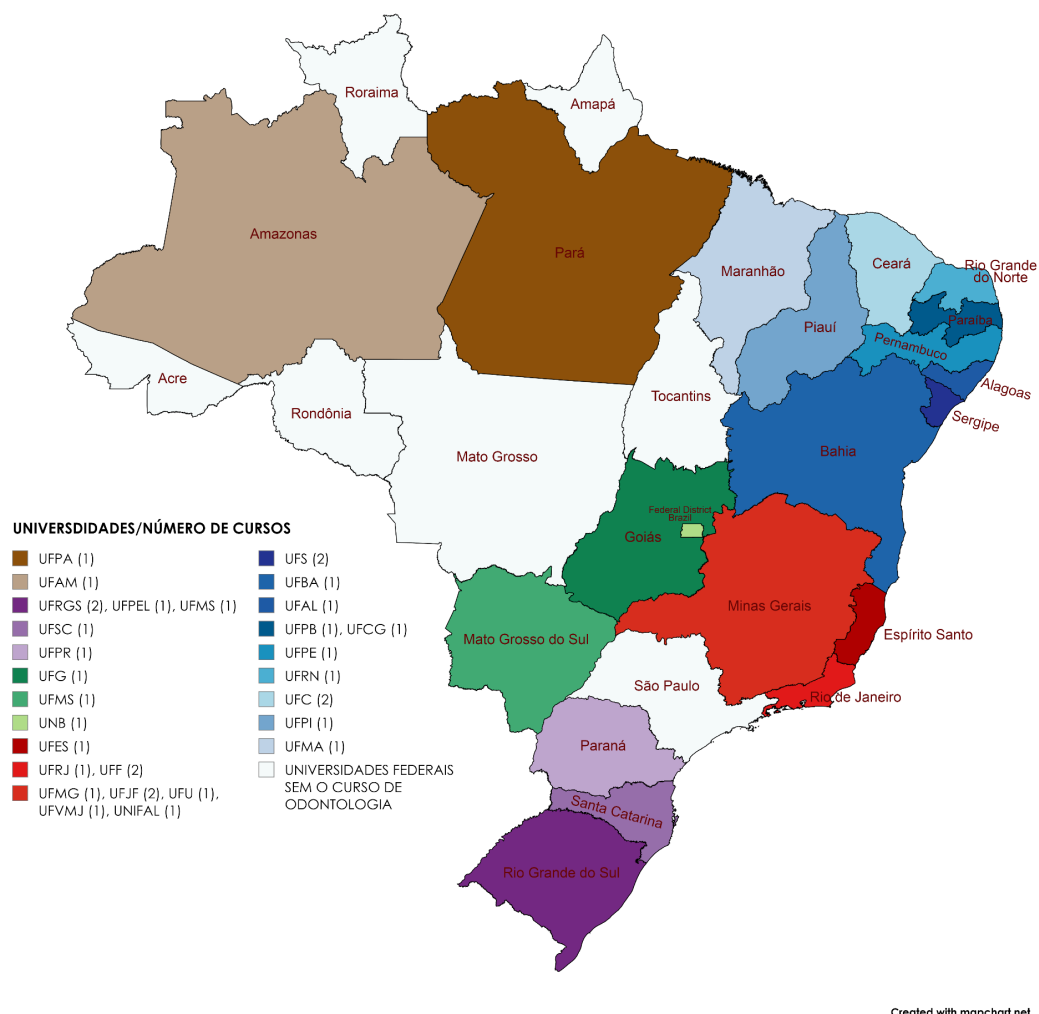 Roraima
Amapá
Amazonas
Pará
Maranhão
Ceará
Rio Grande
do Norte
Piauí
Paraíba
Pernambuco
Acre
Rondônia
Tocantins
Alagoas
Sergipe
Mato Grosso
Bahia
Federal District
Brazil
Goiás
Minas Gerais
Mato Grosso do Sul
Espírito Santo
São Paulo
Rio de Janeiro
Paraná
Santa Catarina
Rio Grande do Sul
UNIVERSDIDADES/NÚMERO DE CURSOS
UFPA (1)
UFAM (1)
UFRGS (2), UFPEL (1), UFMS (1)
UFSC (1)
UFPR (1)
UFG (1)
UFMS (1)
UNB (1)
UFES (1)
UFRJ (1), UFF (2)
UFMG (1), UFJF (2), UFU (1),
UFVMJ (1), UNIFAL (1)
UFS (2)
UFBA (1)
UFAL (1)
UFPB (1), UFCG (1)
UFPE (1)
UFRN (1)
UFC (2)
UFPI (1)
UFMA (1)
UNIVERSIDADES FEDERAIS
SEM O CURSO DE
ODONTOLOGIA
Created with mapchart.net